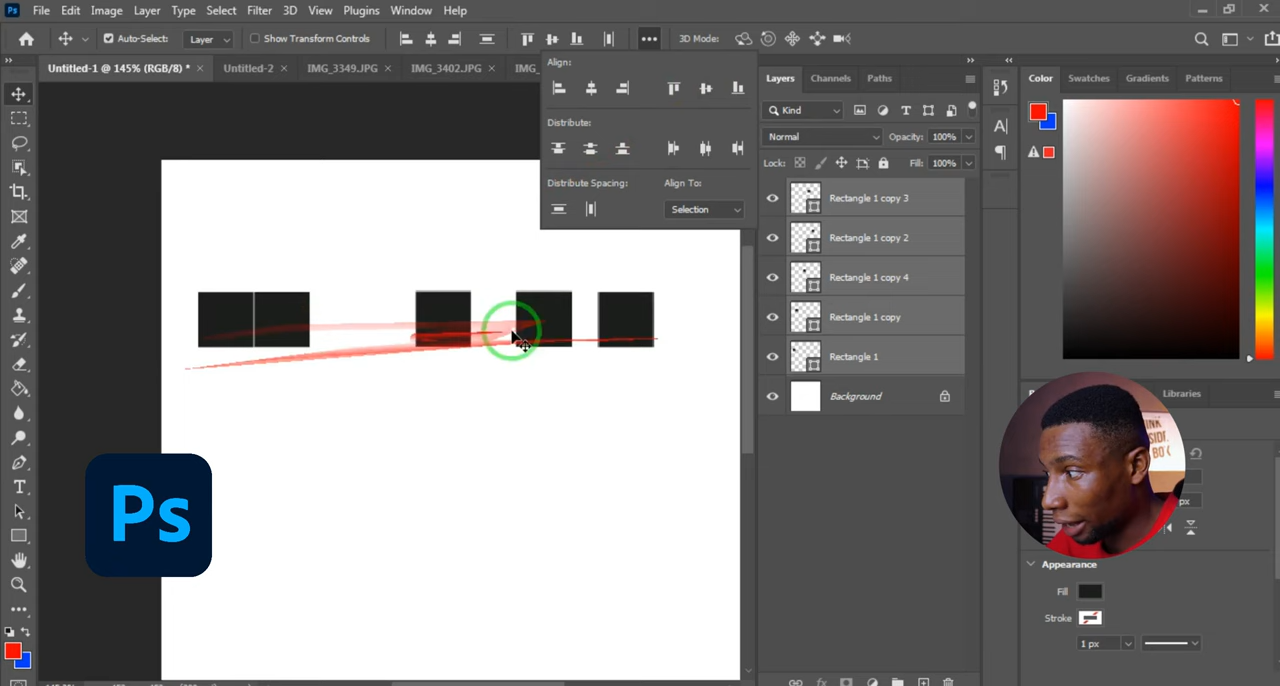 Ps File Edit Image Layer Type Select Filter 3D View Plugins Window Help
Auto-Select: Layer Show Transform Controls 3D Mode:
Untitled-1 @ 145% (RGB/8) * × Untitled-2 × IMG_3349.JPG × IMG_3402.JPG × IMG_
Align:
Distribute:
Distribute Spacing: Align To:
Selection
Layers Channels Paths
Kind
Normal Opacity: 100%
Lock: Fill: 100%
Rectangle 1 copy 3
Rectangle 1 copy 2
Rectangle 1 copy 4
Rectangle 1 copy
Rectangle 1
Background
Color Swatches Gradients Patterns
Libraries
px
Appearance
Fill
Stroke
1 px
Ps